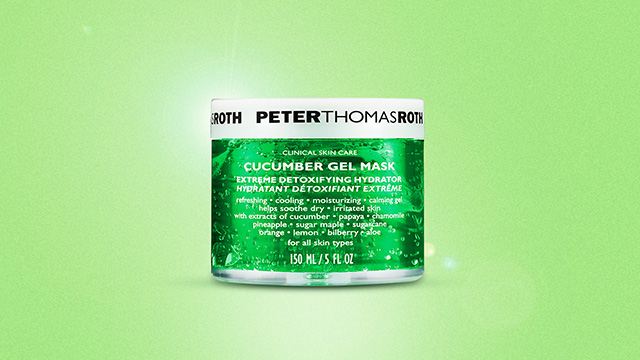 SROTH PETERTHOMASROTH
CLINICAL SKIN CARE
CUCUMBER GEL MASK
EXTREME DETOXIFYING HYDRATOR
HYDRATANT DÉTOXIFIANT EXTRÊME
refreshing • cooling • moisturizing • calming gel
helps soothe dry • irritated skin
with extracts of cucumber • papaya • chamomile
pineapple • sugar maple • sugarcane
orange • lemon • bilberry • aloe
for all skin types
150 ML / 5 FL OZ